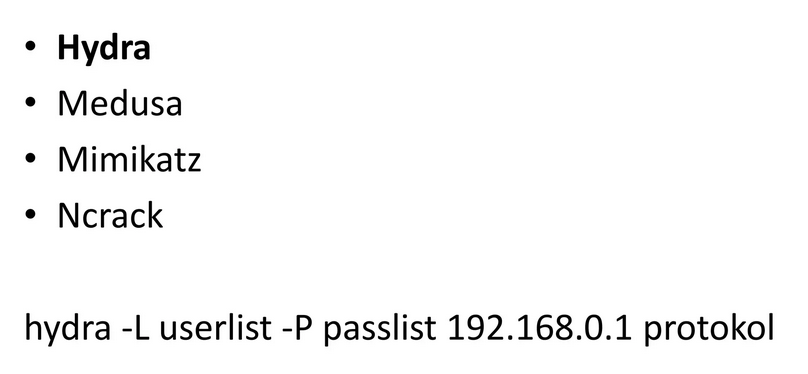 • Hydra
• Medusa
• Mimikatz
• Ncrack
hydra -L userlist -P passlist 192.168.0.1 protokol